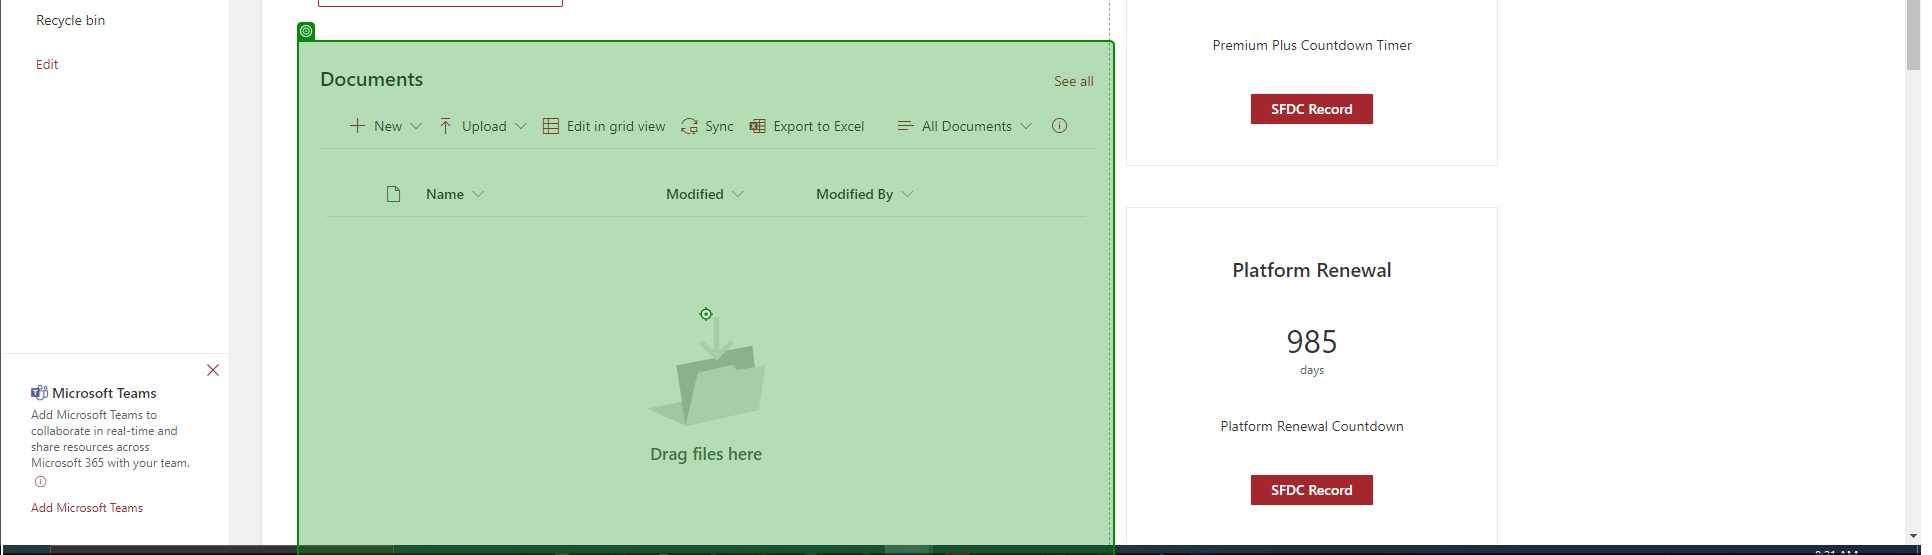 Recycle bin
Edit
Microsoft Teams
Add Microsoft Teams to
collaborate in real-time and
share resources across
Microsoft 365 with your team.
Add Microsoft Teams
Documents
See all
New
Upload
Edit in grid view
Sync
Export to Excel
All Documents
Name
Modified
Modified By
Drag files here
Premium Plus Countdown Timer
SFDC Record
Platform Renewal
985
days
Platform Renewal Countdown
SFDC Record